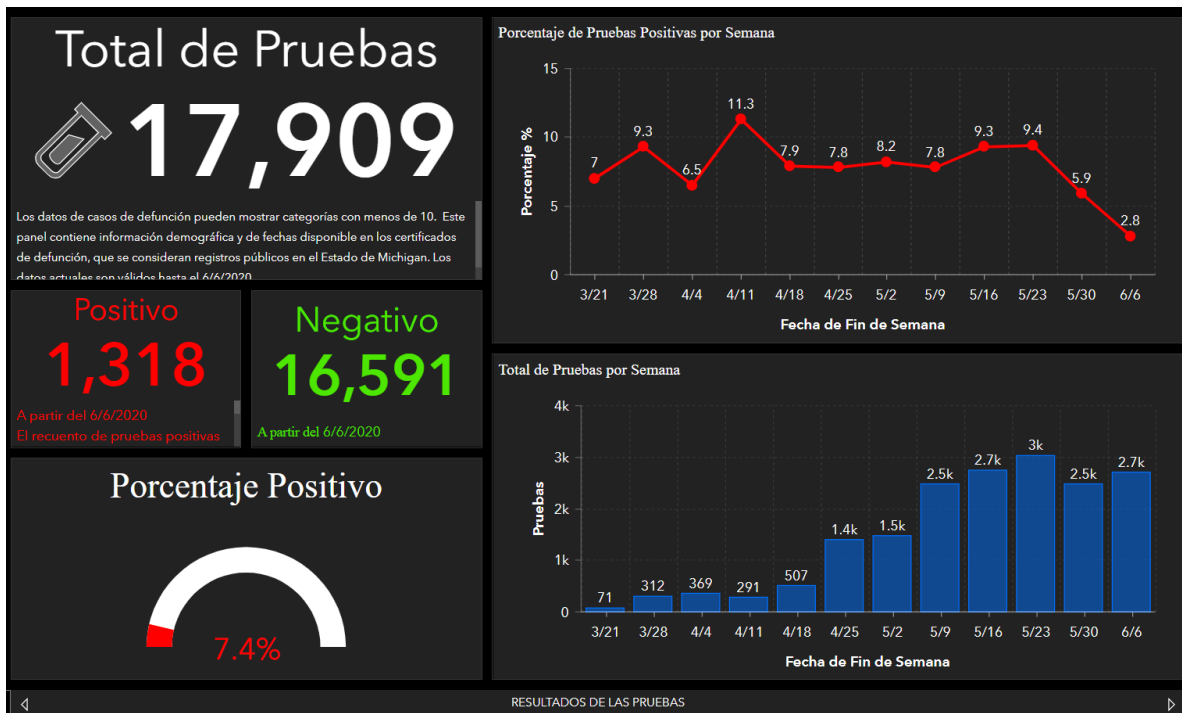 Total de Pruebas
17,909
Los datos de casos de defunción pueden mostrar categorías con menos de 10. Este
panel contiene información demográfica y de fechas disponible en los certificados
de defunción, que se consideran registros públicos en el Estado de Michigan. Los
datos actuales son válidos hasta el 6/6/2020
Positivo
1,318
A partir del 6/6/2020
El recuento de pruebas positivas
Negativo
16,591
A partir del 6/6/2020
Porcentaje Positivo
7.4%
Porcentaje de Pruebas Positivas por Semana
Porcentaje %
15
10
5
0
7
9.3
6.5
11.3
7.9
7.8
8.2
7.8
9.3
9.4
5.9
2.8
3/21 3/28 4/4 4/11 4/18 4/25 5/2 5/9 5/16 5/23 5/30 6/6
Fecha de Fin de Semana
Total de Pruebas por Semana
Pruebas
4k
3k
2k
1k
0
71
312
369
291
507
1.4k
1.5k
2.5k
2.7k
3k
2.5k
2.7k
3/21 3/28 4/4 4/11 4/18 4/25 5/2 5/9 5/16 5/23 5/30 6/6
Fecha de Fin de Semana
RESULTADOS DE LAS PRUEBAS